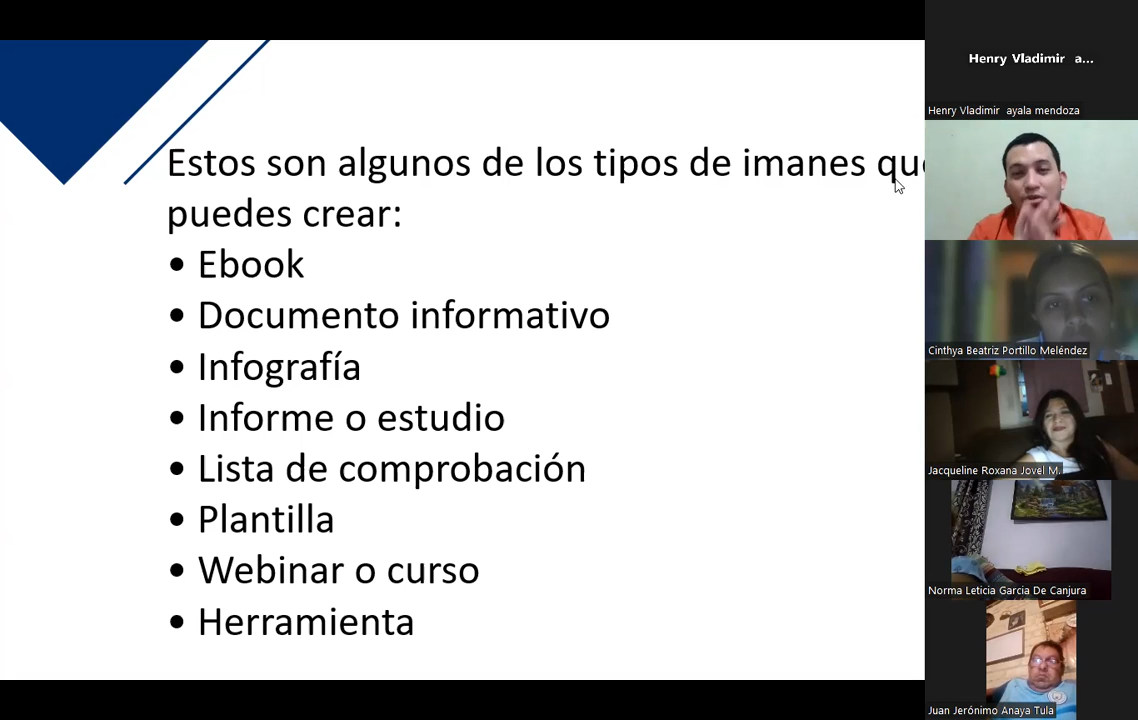 Estos son algunos de los tipos de imanes que
puedes crear:
• Ebook
• Documento informativo
• Infografía
• Informe o estudio
• Lista de comprobación
• Plantilla
• Webinar o curso
• Herramienta
Henry Vladimir a...
Henry Vladimir ayala mendoza
Cinthya Beatriz Portillo Meléndez
Jacqueline Roxana Jovel M.
Norma Leticia Garcia De Canjura
Juan Jerónimo Anaya Tula